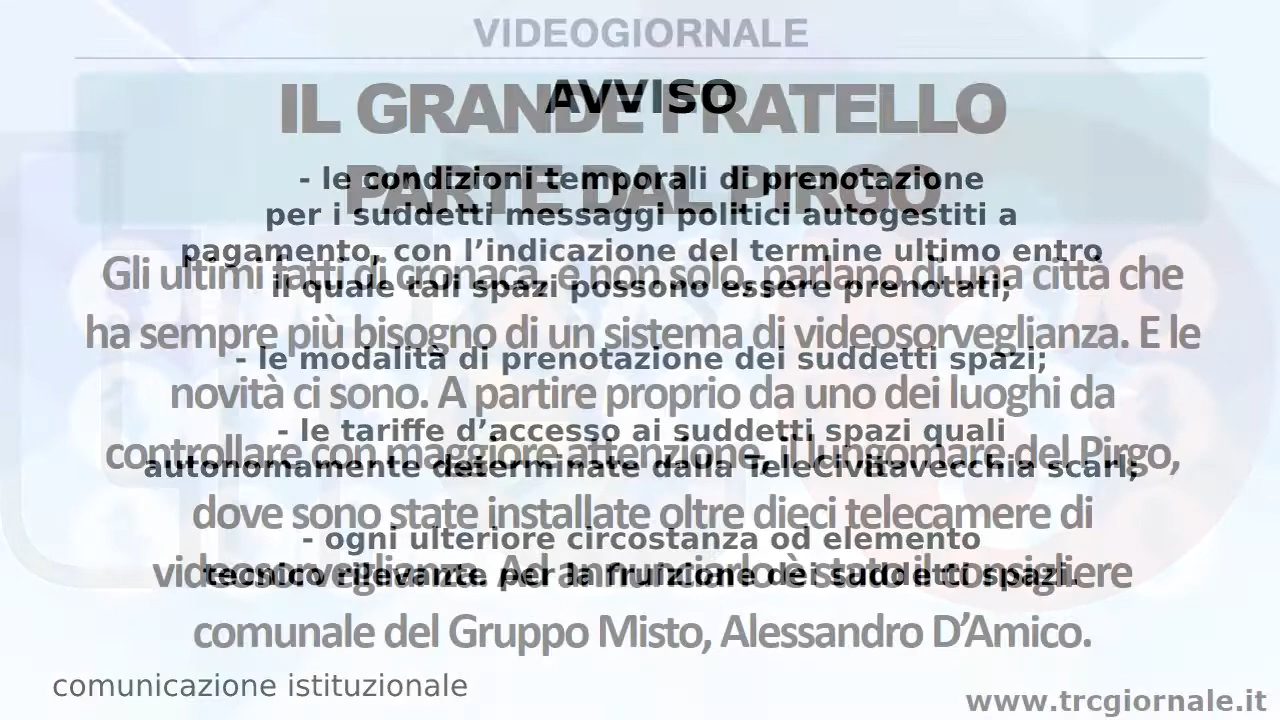 VIDEOGIORNALE
IL GRANDE FRATELLO
PARTE DAL PIRGO
Gli ultimi fatti di cronaca, e non solo, parlano di una città che
ha sempre più bisogno di un sistema di videosorveglianza. E le
novità ci sono. A partire proprio da uno dei luoghi da
controllare con maggiore attenzione, il lungomare del Pirgo,
dove sono state installate oltre dieci telecamere di
videosorveglianza. Ad annunciarlo è stato il consigliere
comunale del Gruppo Misto, Alessandro D’Amico.
AVVISO
- le condizioni temporali di prenotazione
per i suddetti messaggi politici autogestiti a
pagamento, con l’indicazione del termine ultimo entro
il quale tali spazi possono essere prenotati;
- le modalità di prenotazione dei suddetti spazi;
- le tariffe d’accesso ai suddetti spazi quali
autonomamente determinate dalla TeleCivitavecchia scarl;
- ogni ulteriore circostanza od elemento
tecnico rilevante per la fruizione dei suddetti spazi.
comunicazione istituzionale
www.trcgiornale.it